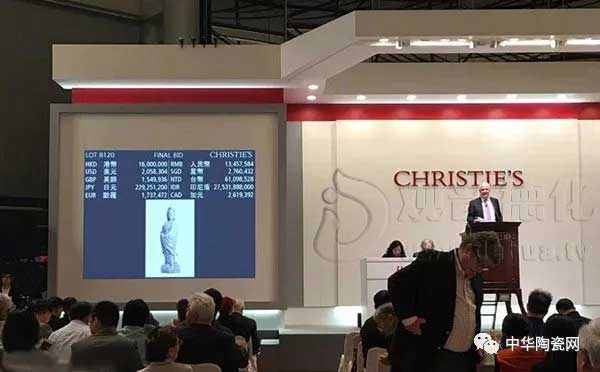 LOT 8120 FINAL BID CHRISTIE'S
HKD 港幣 16,000,000 RMB 人民幣 13,457,584
USD 美元 2,058,304 SGD 星幣 2,760,432
GBP 英鎊 1,549,936 NTD 台幣 61,098,528
JPY 日元 229,251,200 IDR 印尼盾 27,531,888,000
EUR 歐羅 1,737,472 CAD 加元 2,619,392
CHRISTIE'S
中华陶瓷网